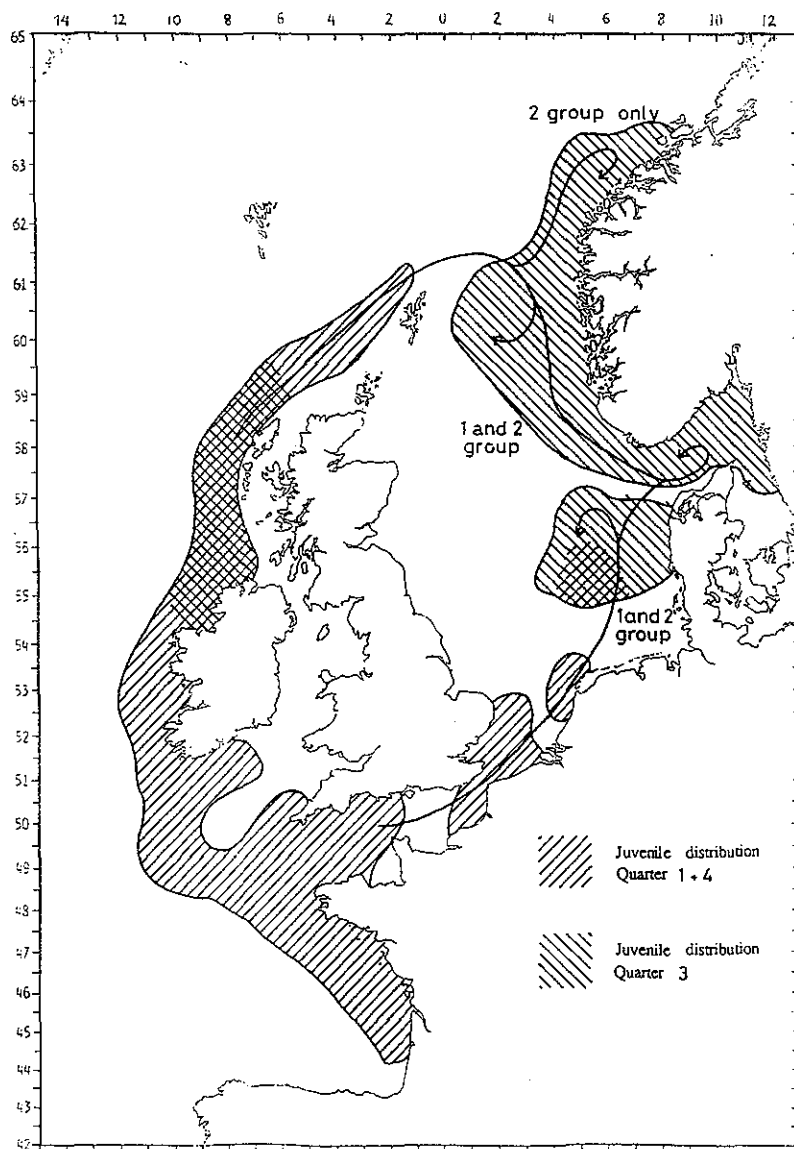 14 12 10 8 6 4 2 0 2 4 6 8 10 12
65
64
63
62
61
60
59
58
57
56
55
54
53
52
51
50
49
48
47
46
45
44
43
42
2 group only
1 and 2
group
1 and 2
group
Juvenile distribution
Quarter 1 + 4
Juvenile distribution
Quarter 3